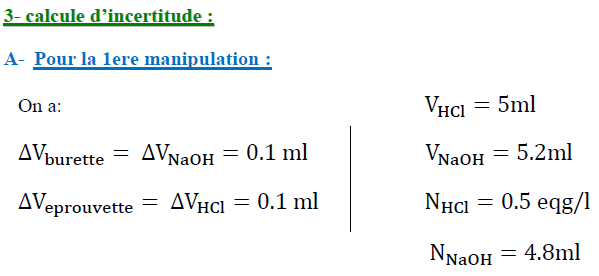 3- calcule d’incertitude :
A- Pour la 1ere manipulation :
On a:
ΔV_burette = ΔV_NaOH = 0.1 ml
ΔV_eprouvette = ΔV_HCl = 0.1 ml
V_HCl = 5ml
V_NaOH = 5.2ml
N_HCl = 0.5 eqg/l
N_NaOH = 4.8ml